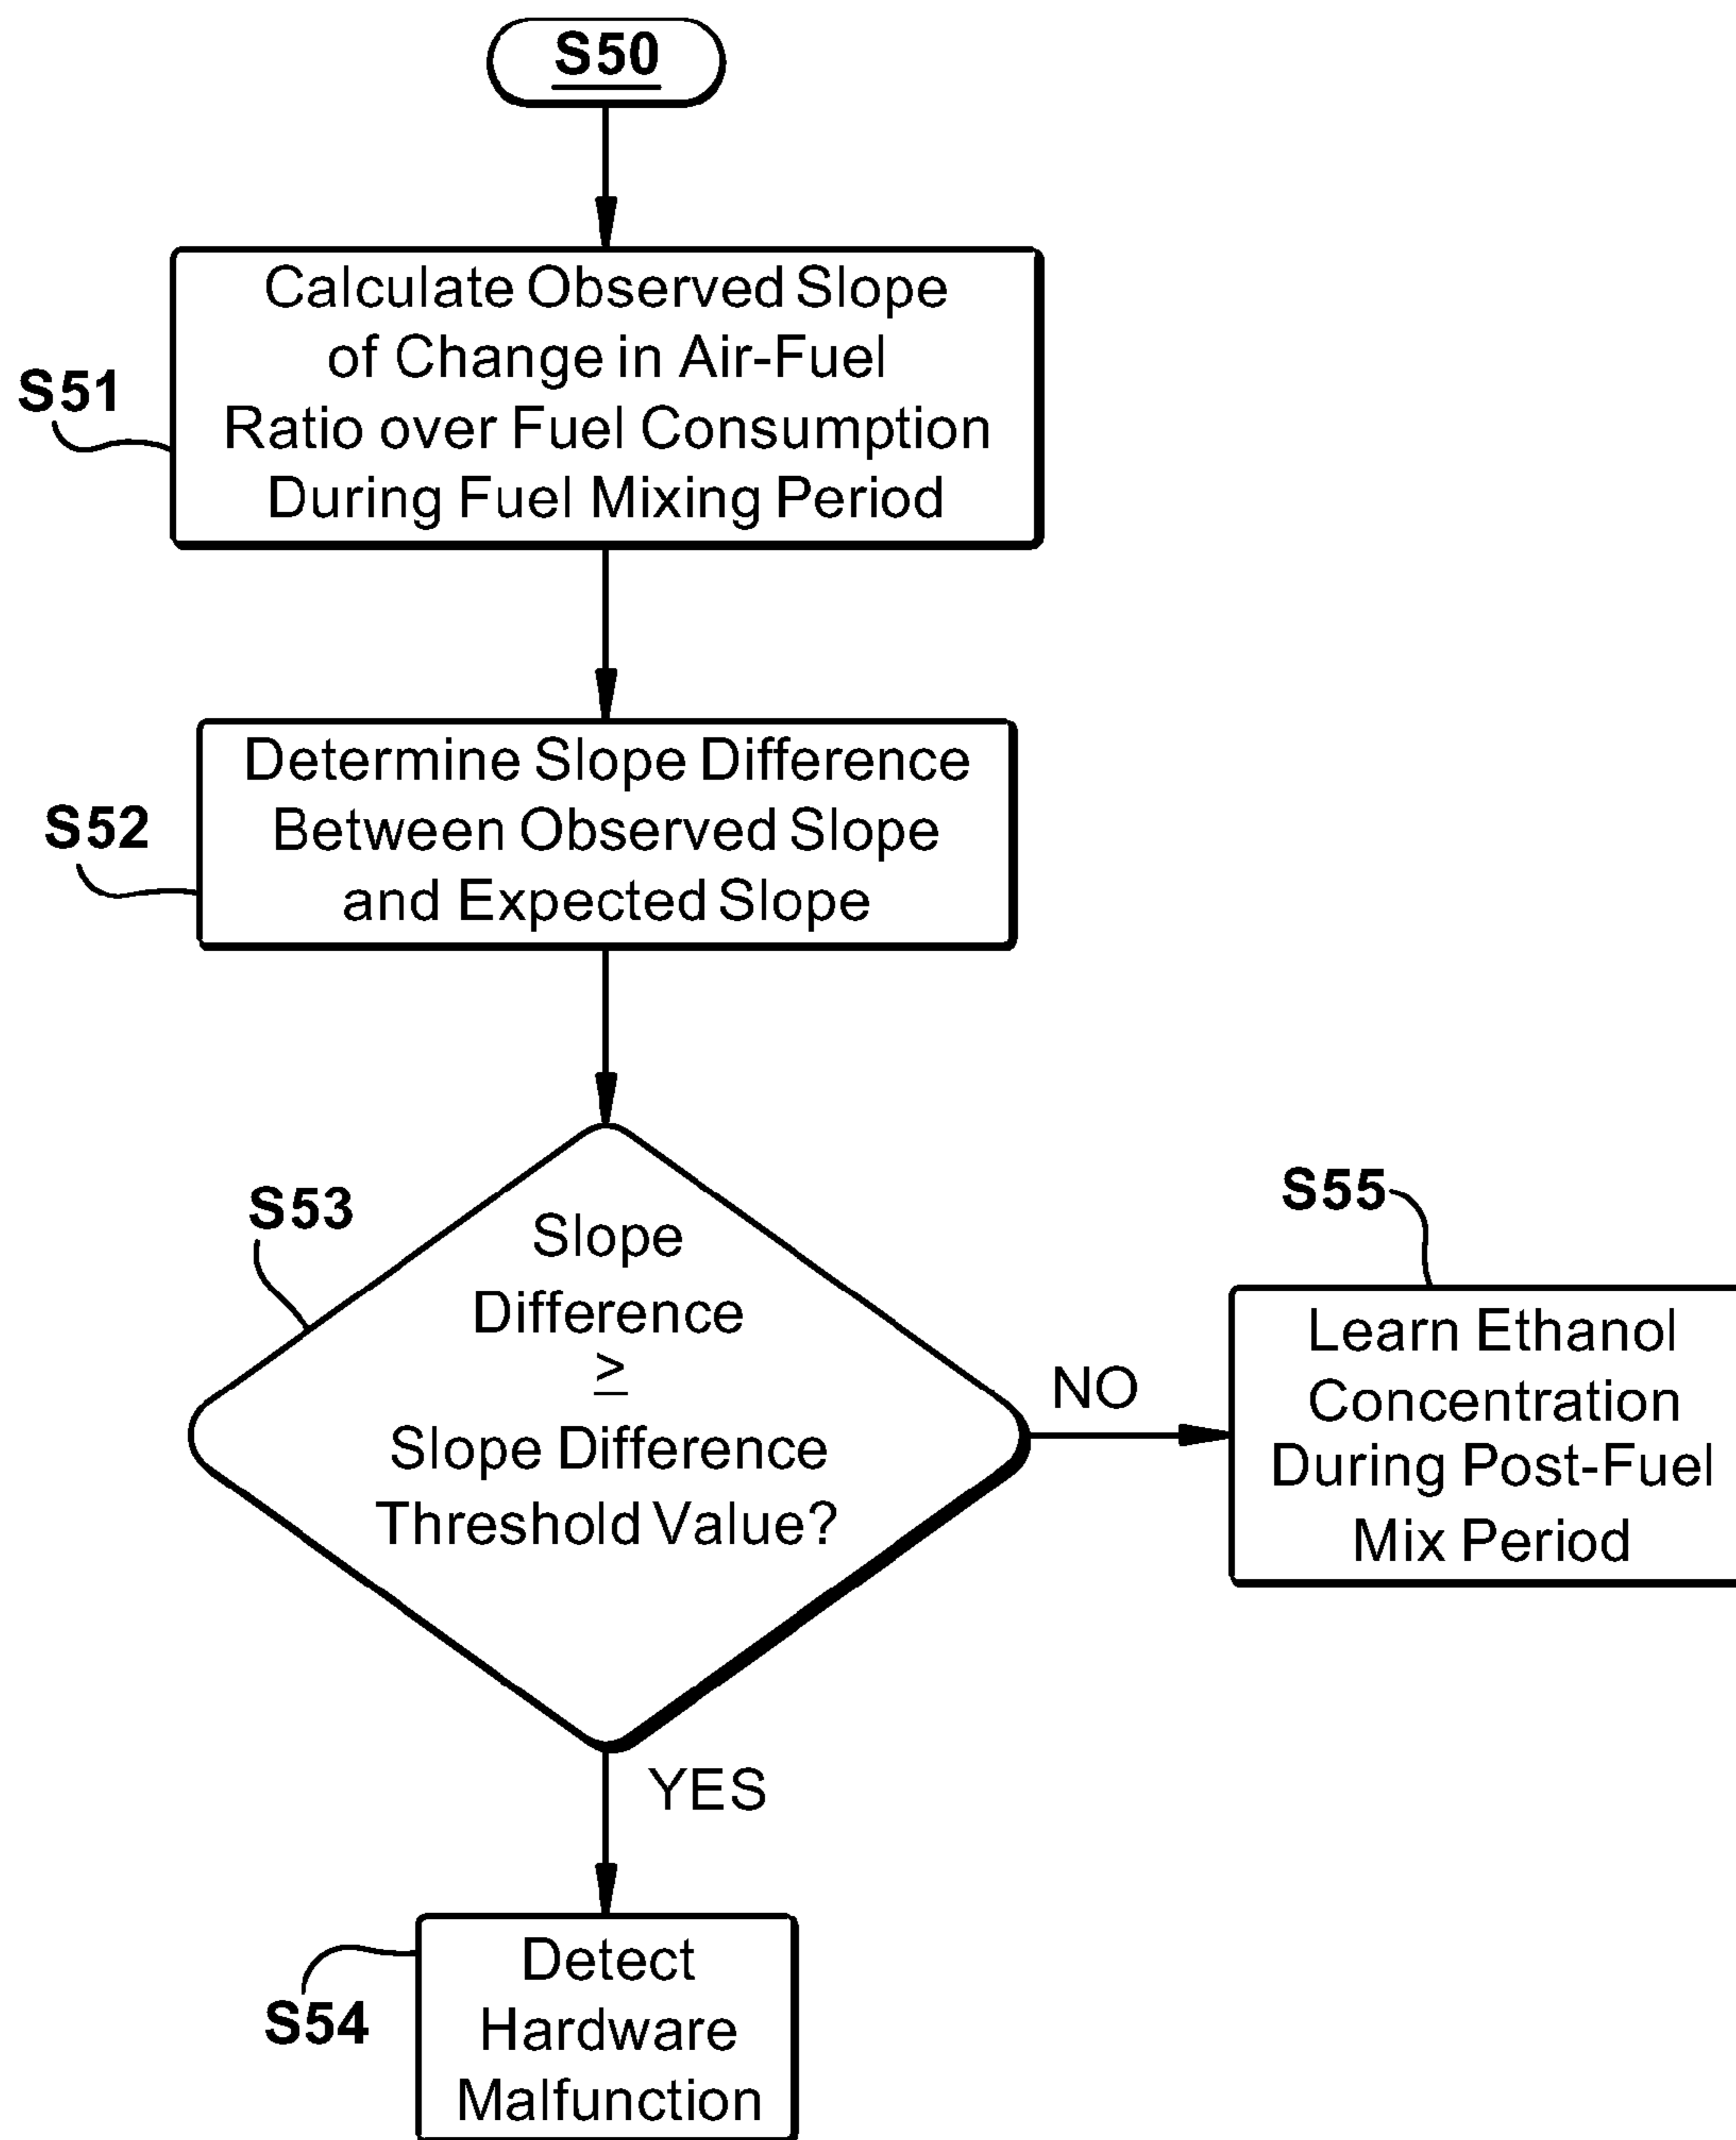 S50
Calculate Observed Slope
of Change in Air-Fuel
Ratio over Fuel Consumption
During Fuel Mixing Period
S51
Determine Slope Difference
Between Observed Slope
and Expected Slope
S52
S53
Slope
Difference
≥
Slope Difference
Threshold Value?
NO
S55
Learn Ethanol
Concentration
During Post-Fuel
Mix Period
YES
Detect
Hardware
Malfunction
S54